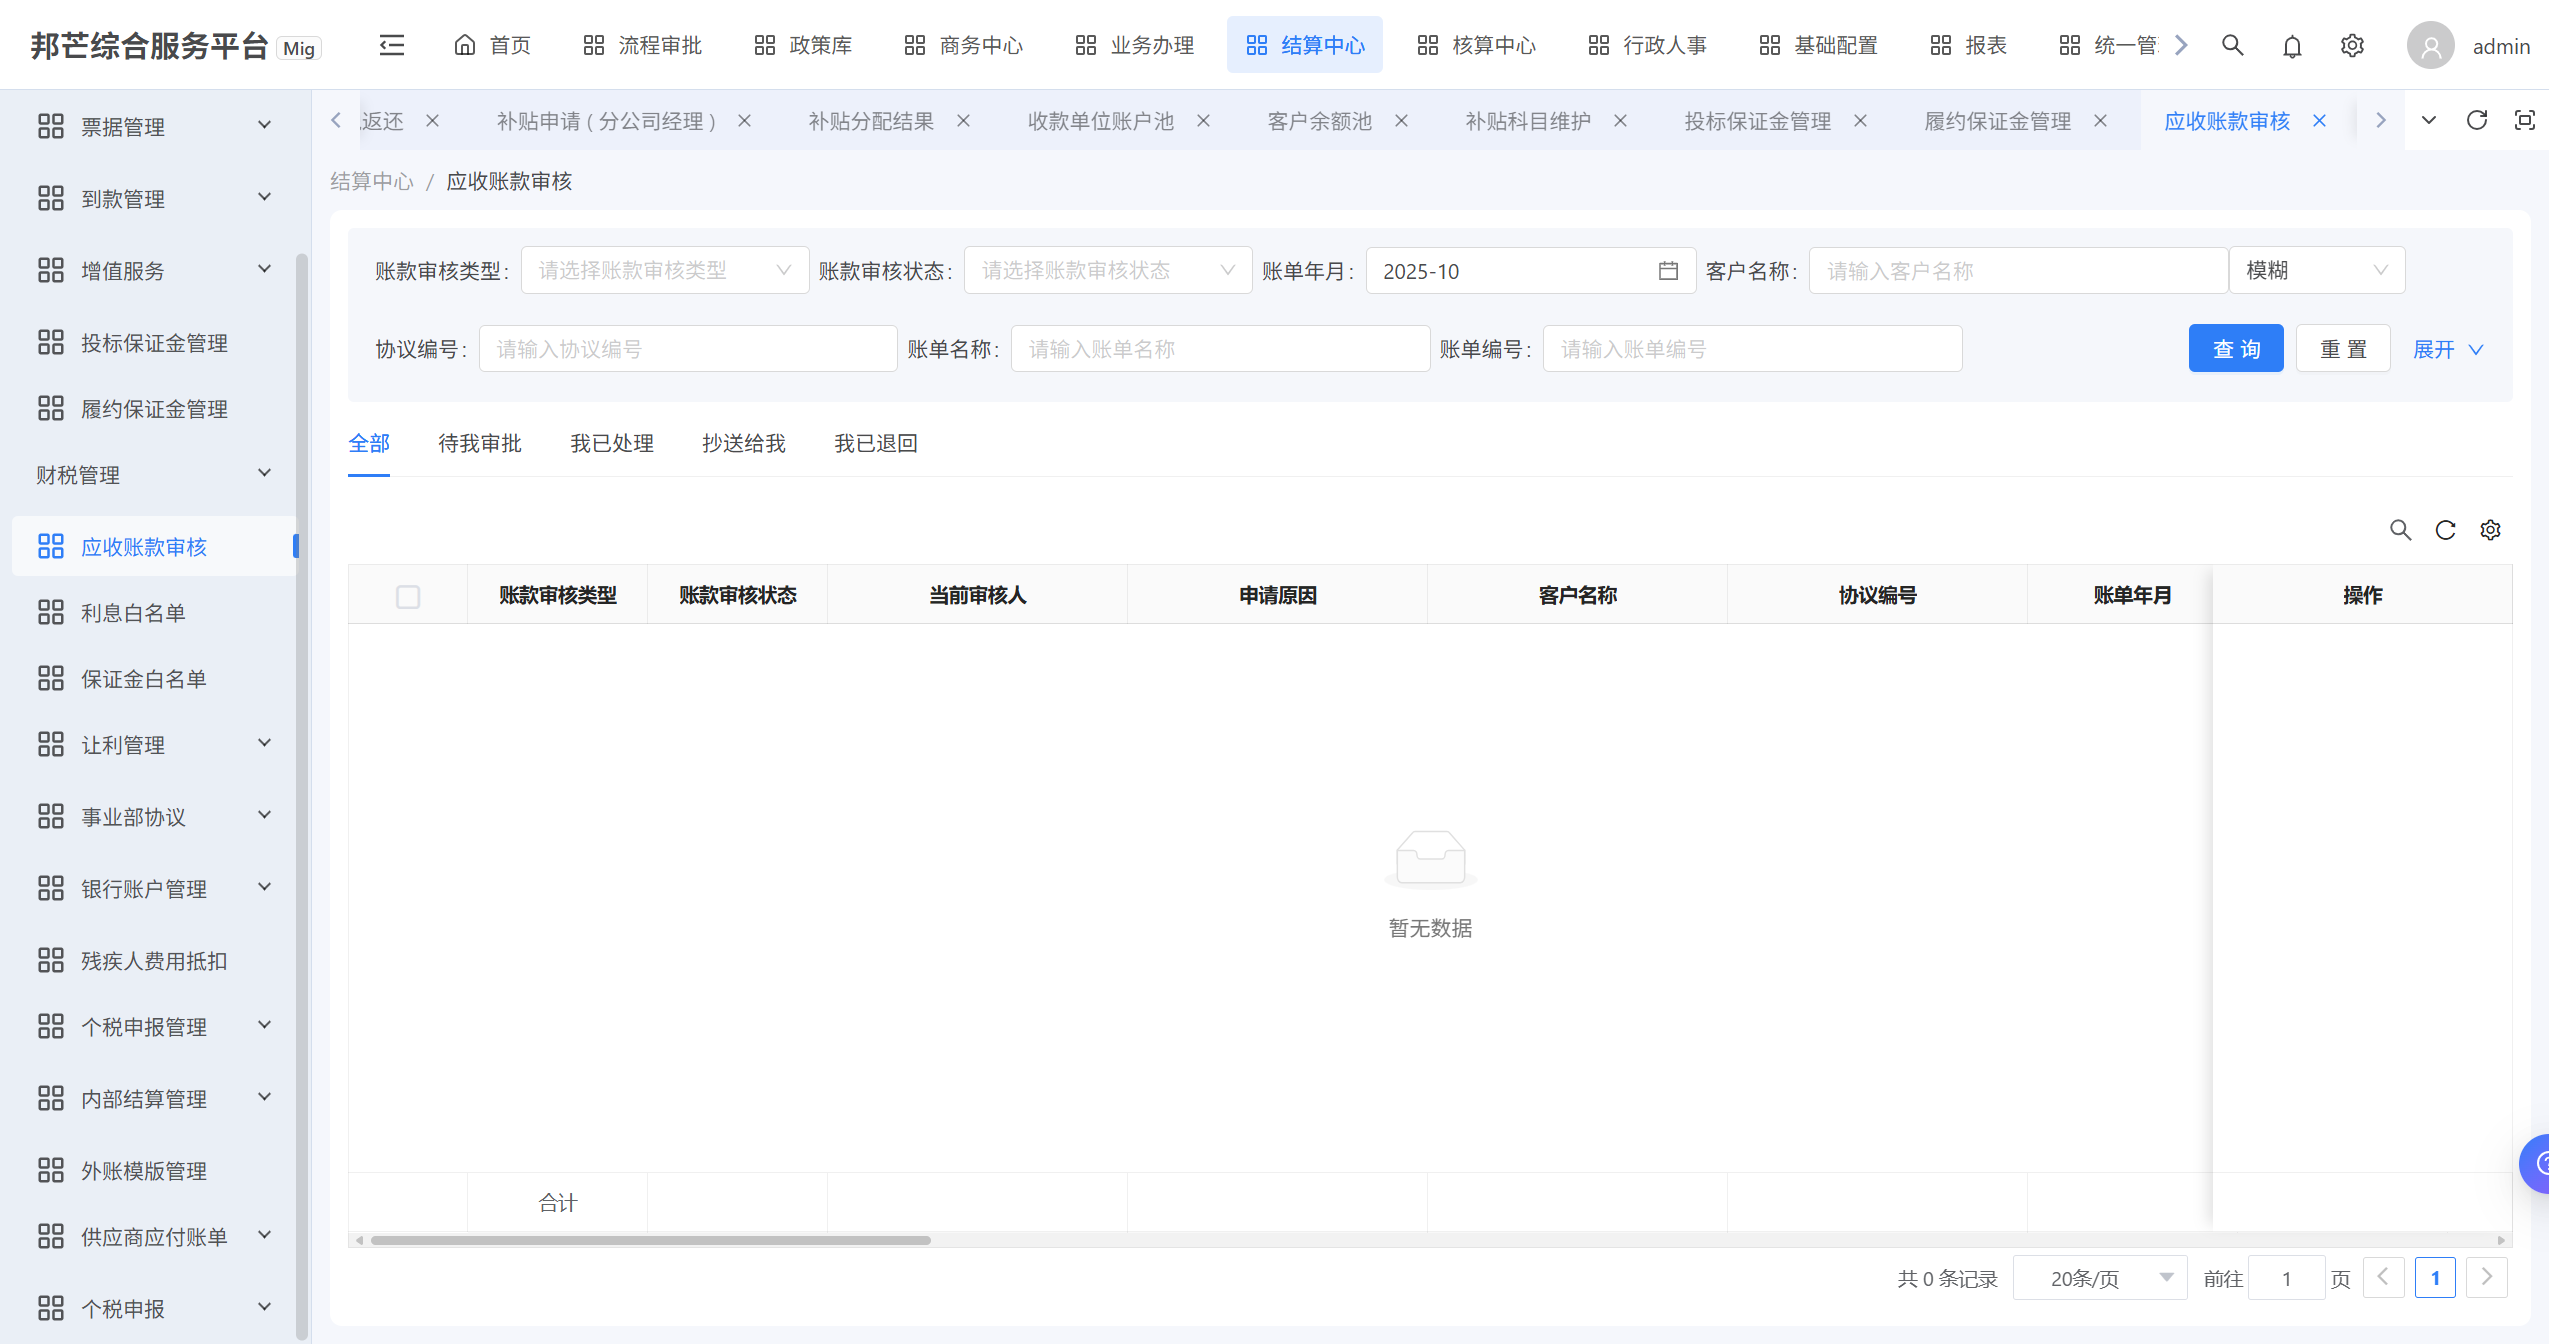 邦芒综合服务平台 Mig 首页 流程审批 政策库 商务中心 业务办理 结算中心 核算中心 行政人事 基础配置 报表 统一管 admin
返还 补贴申请 ( 分公司经理 ) 补贴分配结果 收款单位账户池 客户余额池 补贴科目维护 投标保证金管理 履约保证金管理 应收账款审核
票据管理
到款管理
增值服务
投标保证金管理
履约保证金管理
财税管理
应收账款审核
利息白名单
保证金白名单
让利管理
事业部协议
银行账户管理
残疾人费用抵扣
个税申报管理
内部结算管理
外账模版管理
供应商应付账单
个税申报
结算中心 / 应收账款审核
账款审核类型: 请选择账款审核类型 账款审核状态: 请选择账款审核状态 账单年月: 2025-10 客户名称: 请输入客户名称 模糊
协议编号: 请输入协议编号 账单名称: 请输入账单名称 账单编号: 请输入账单编号 查 询 重 置 展开
全部 待我审批 我已处理 抄送给我 我已退回
账款审核类型 账款审核状态 当前审核人 申请原因 客户名称 协议编号 账单年月 操作
暂无数据
合计
共 0 条记录 20条/页 前往 1 页 1